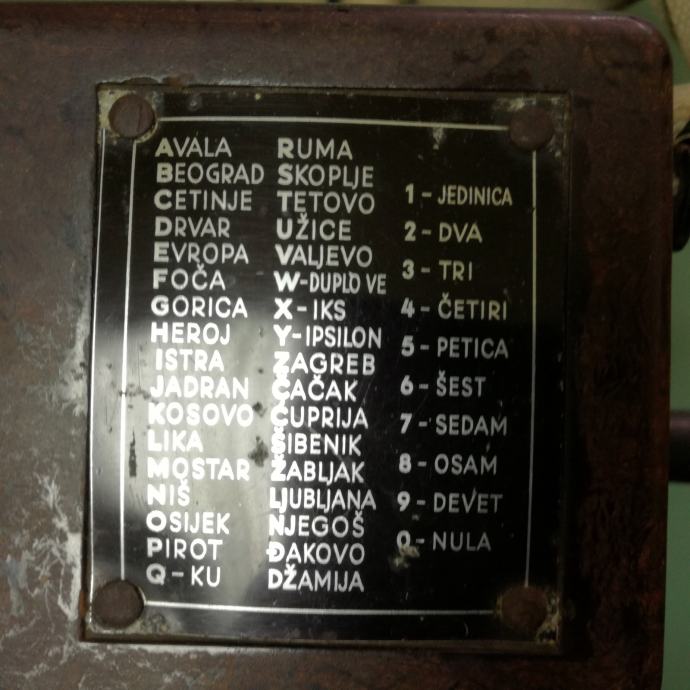 AVALA
BEOGRAD
CETINJE
DRVAR
EVROPA
FOČA
GORICA
HEROJ
ISTRA
JADRAN
KOSOVO
LIKA
MOSTAR
NIŠ
OSIJEK
PIROT
Q-KU
RUMA
SKOPLJE
TETOVO
UŽICE
VALJEVO
W-DUPLO VE
X-IKS
Y-IPSILON
ZAGREB
ČAČAK
ĆUPRIJA
ŠIBENIK
ŽABLJAK
LJUBLJANA
NJEGOŠ
ĐAKOVO
DŽAMIJA
1-JEDINICA
2-DVA
3-TRI
4-ČETIRI
5-PETICA
6-ŠEST
7-SEDAM
8-OSAM
9-DEVET
0-NULA